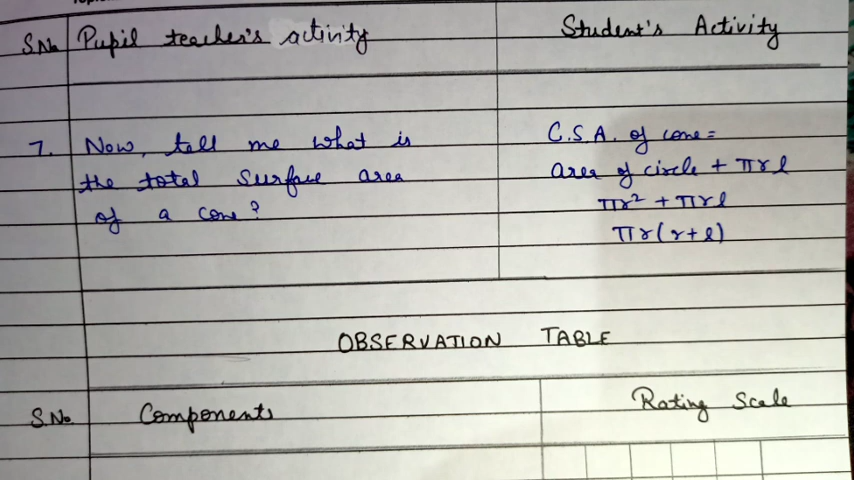 S.No. Pupil teacher's activity Student's Activity
7. Now, tell me what is C.S.A. of cone =
the total surface area area of circle + πrl
of a cone? πr² + πrl
πr(r+l)
OBSERVATION TABLE
S.No. Components Rating Scale